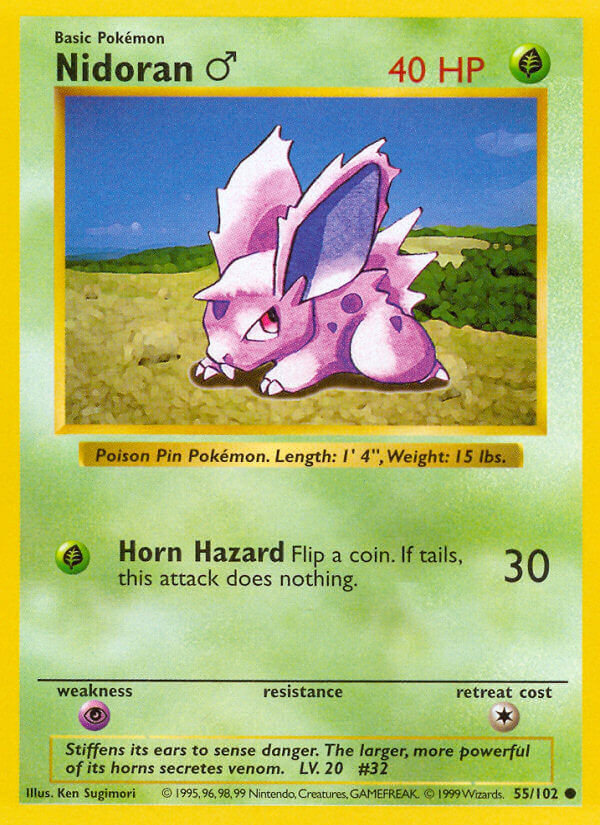 Basic Pokémon
Nidoran ♂ 40 HP
Poison Pin Pokémon. Length: 1' 4", Weight: 15 lbs.
Horn Hazard Flip a coin. If tails, 30
this attack does nothing.
weakness resistance retreat cost
Stiffens its ears to sense danger. The larger, more powerful
of its horns secretes venom. LV. 20 #32
Illus. Ken Sugimori © 1995, 96, 98, 99 Nintendo, Creatures, GAMEFREAK. © 1999 Wizards. 55/102 ●